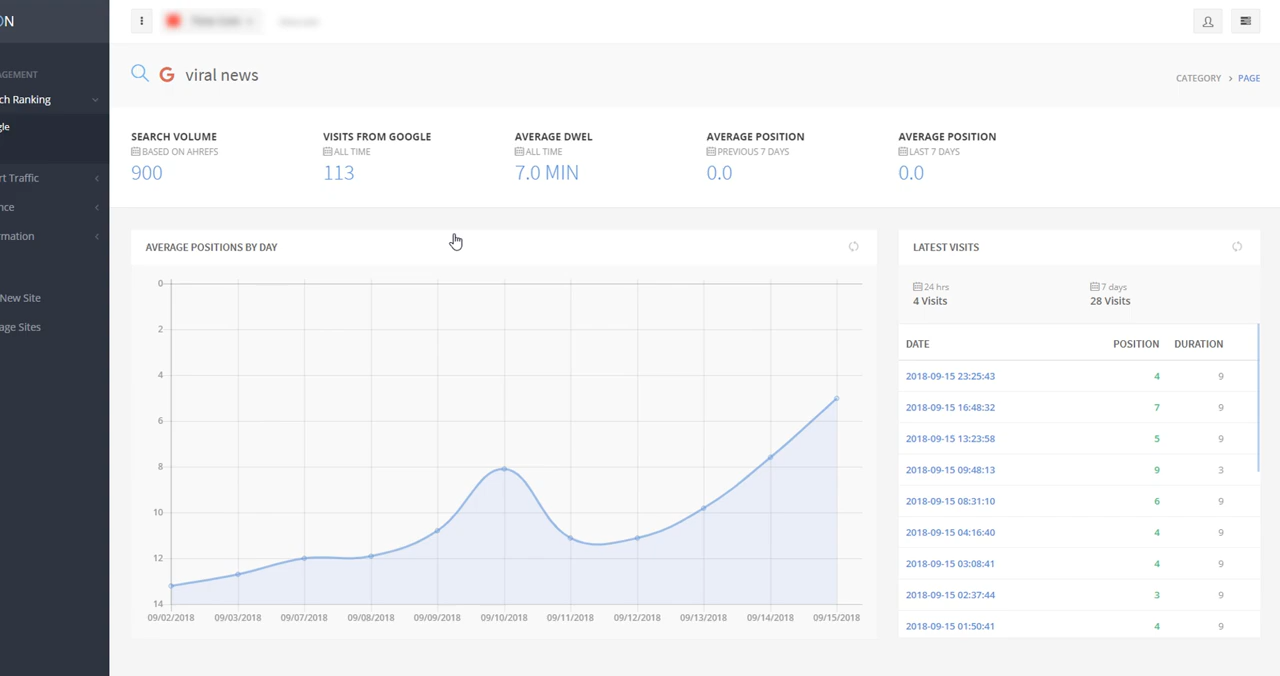 ON
viral news
CATEGORY > PAGE
AGEMENT
ch Ranking
gle
rt Traffic
nce
rmation
New Site
age Sites
SEARCH VOLUME
BASED ON AHREFS
900
VISITS FROM GOOGLE
ALL TIME
113
AVERAGE DWEL
ALL TIME
7.0 MIN
AVERAGE POSITION
PREVIOUS 7 DAYS
0.0
AVERAGE POSITION
LAST 7 DAYS
0.0
AVERAGE POSITIONS BY DAY
0
2
4
6
8
10
12
14
09/02/2018 09/03/2018 09/07/2018 09/08/2018 09/09/2018 09/10/2018 09/11/2018 09/12/2018 09/13/2018 09/14/2018 09/15/2018
LATEST VISITS
24 hrs 7 days
4 Visits 28 Visits
DATE POSITION DURATION
2018-09-15 23:25:43 4 9
2018-09-15 16:48:32 7 9
2018-09-15 13:23:58 5 9
2018-09-15 09:48:13 9 3
2018-09-15 08:31:10 6 9
2018-09-15 04:16:40 4 9
2018-09-15 03:08:41 4 9
2018-09-15 02:37:44 3 9
2018-09-15 01:50:41 4 9